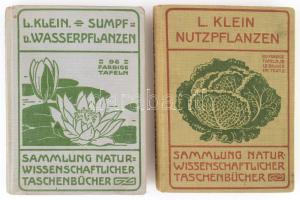 L. KLEIN. SUMPF=
U. WASSERPFLANZEN
96
FARBIGE
TAFELN
SAMMLUNG NATUR=
WISSENSCHAFTLICHER
TASCHENBÜCHER
L. KLEIN
NUTZPFLANZEN
SAMMLUNG NATUR=
WISSENSCHAFTLICHER
TASCHENBÜCHER